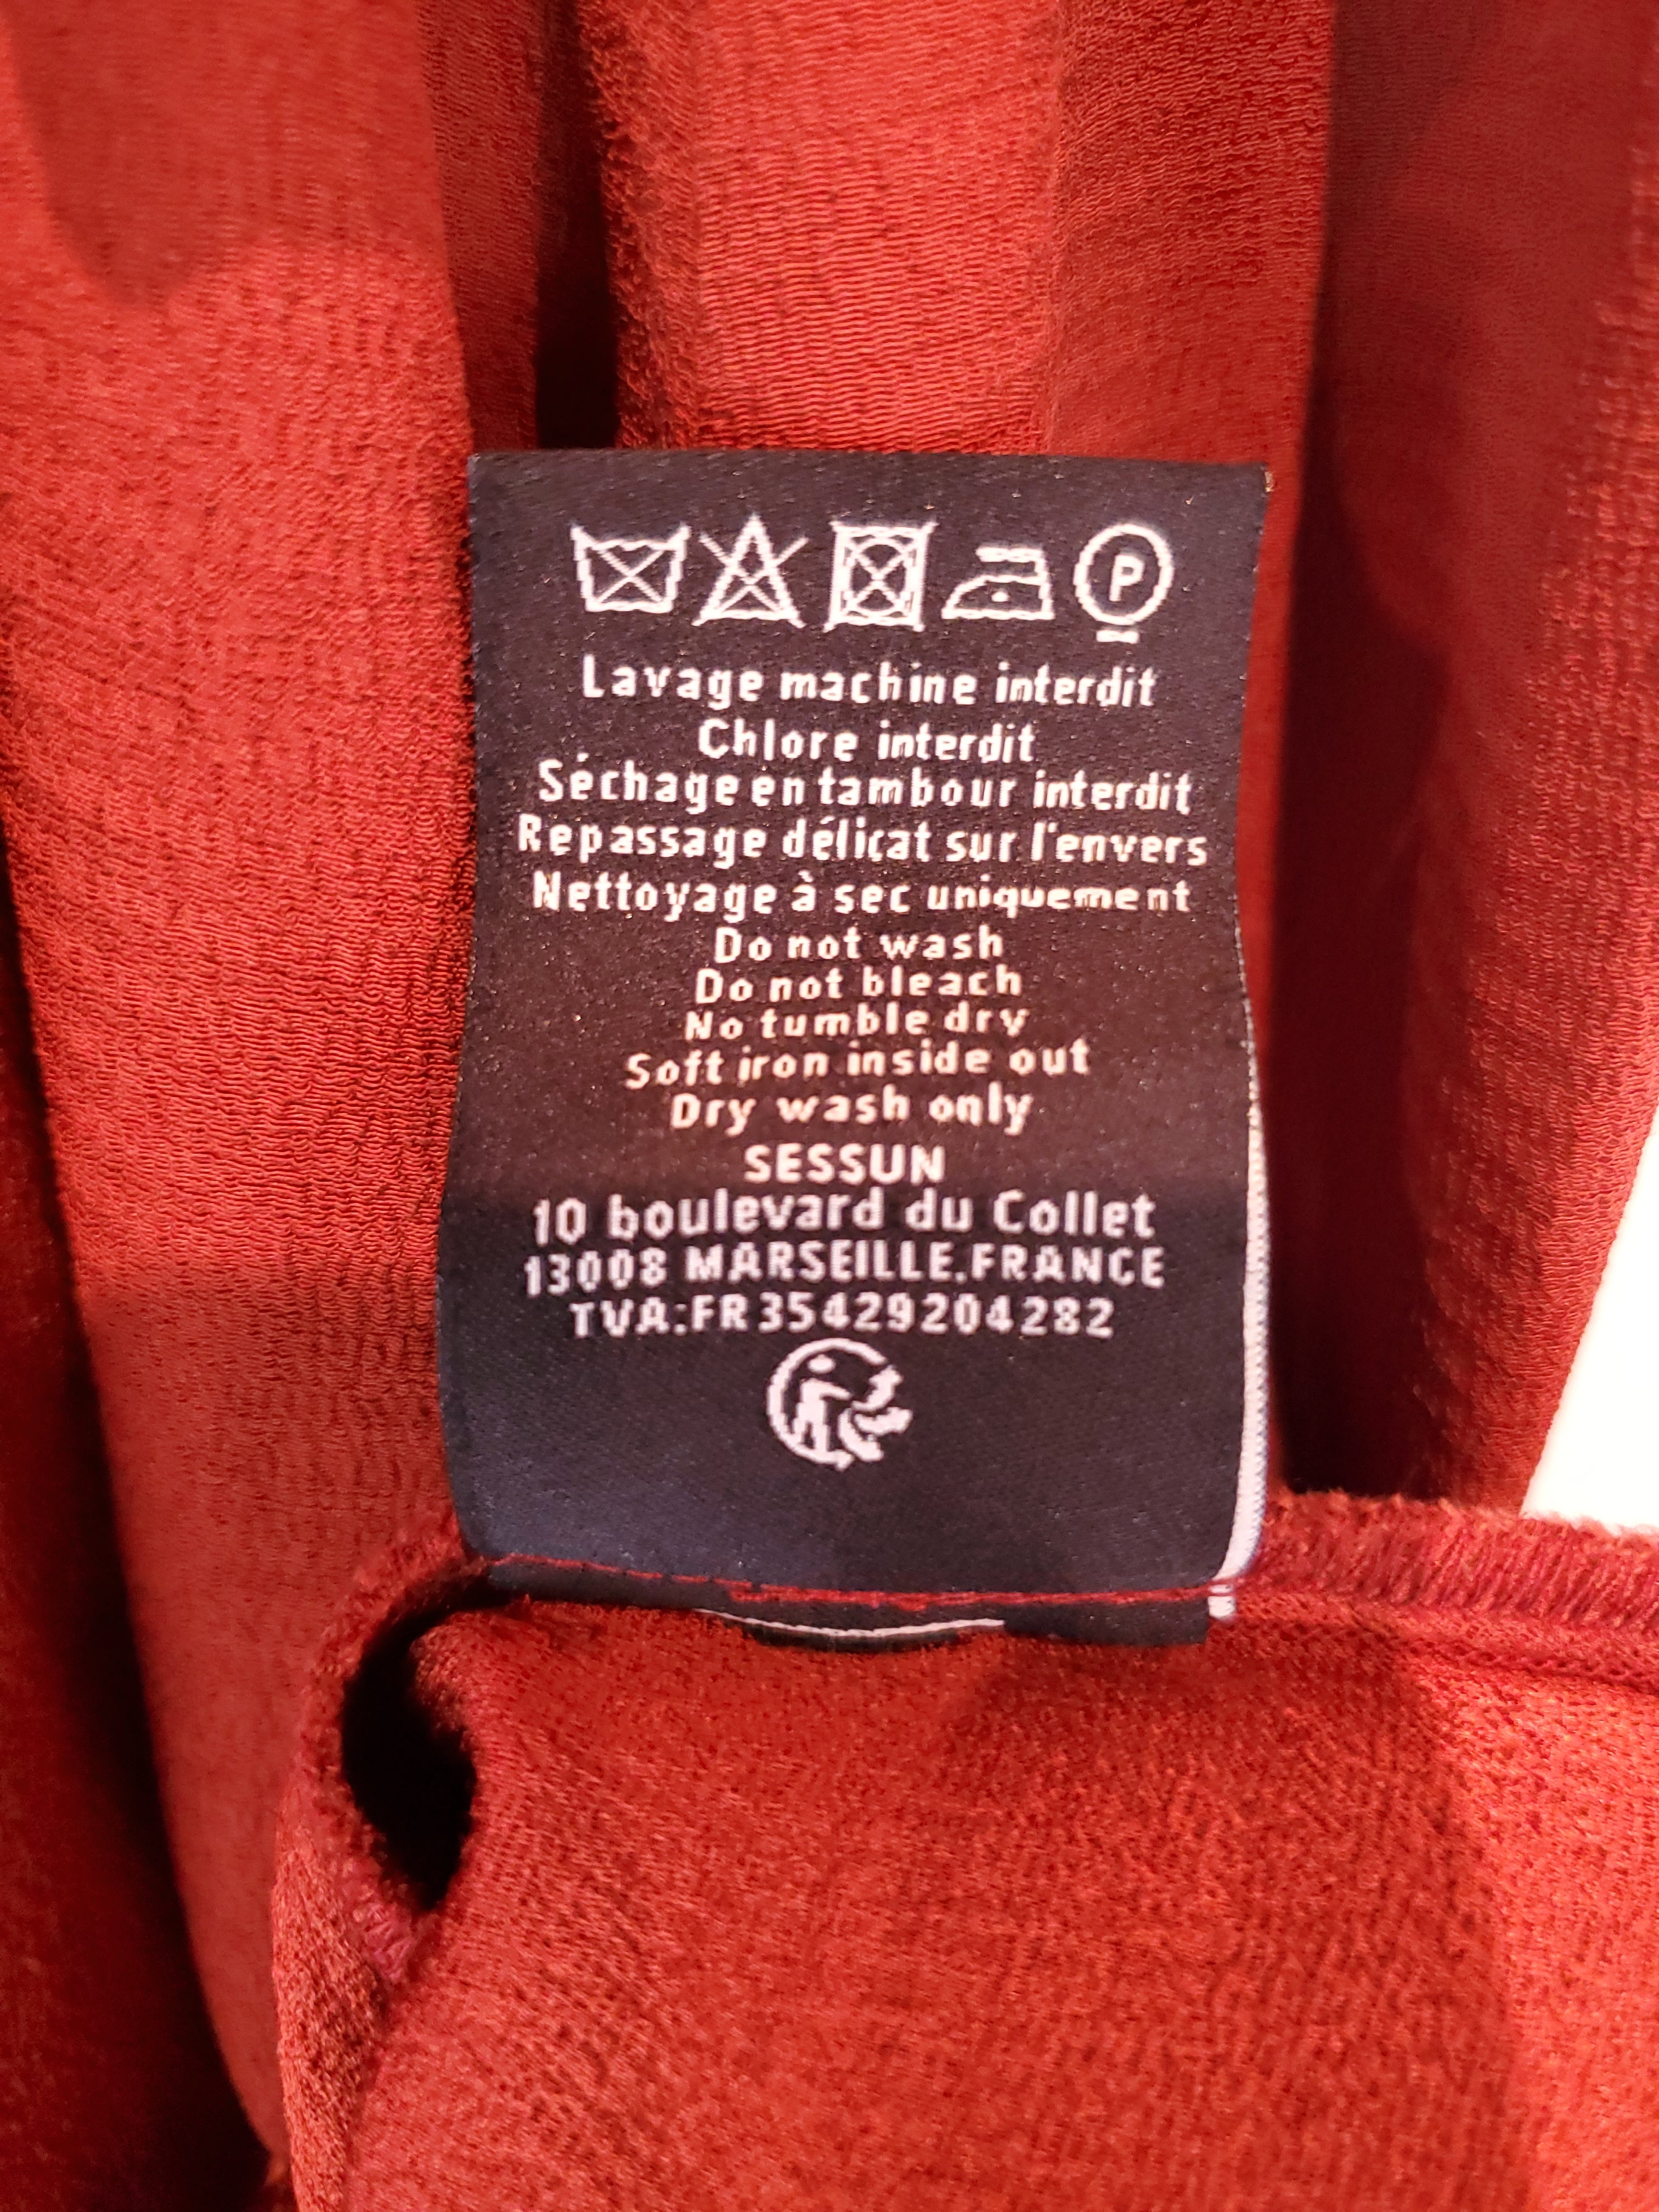 P
Lavage machine interdit
Chlore interdit
Séchage en tambour interdit
Repassage délicat sur l'envers
Nettoyage à sec uniquement
Do not wash
Do not bleach
No tumble dry
Soft iron inside out
Dry wash only
SESSUN
10 boulevard du Collet
13008 MARSEILLE.FRANCE
TVA:FR35429204282